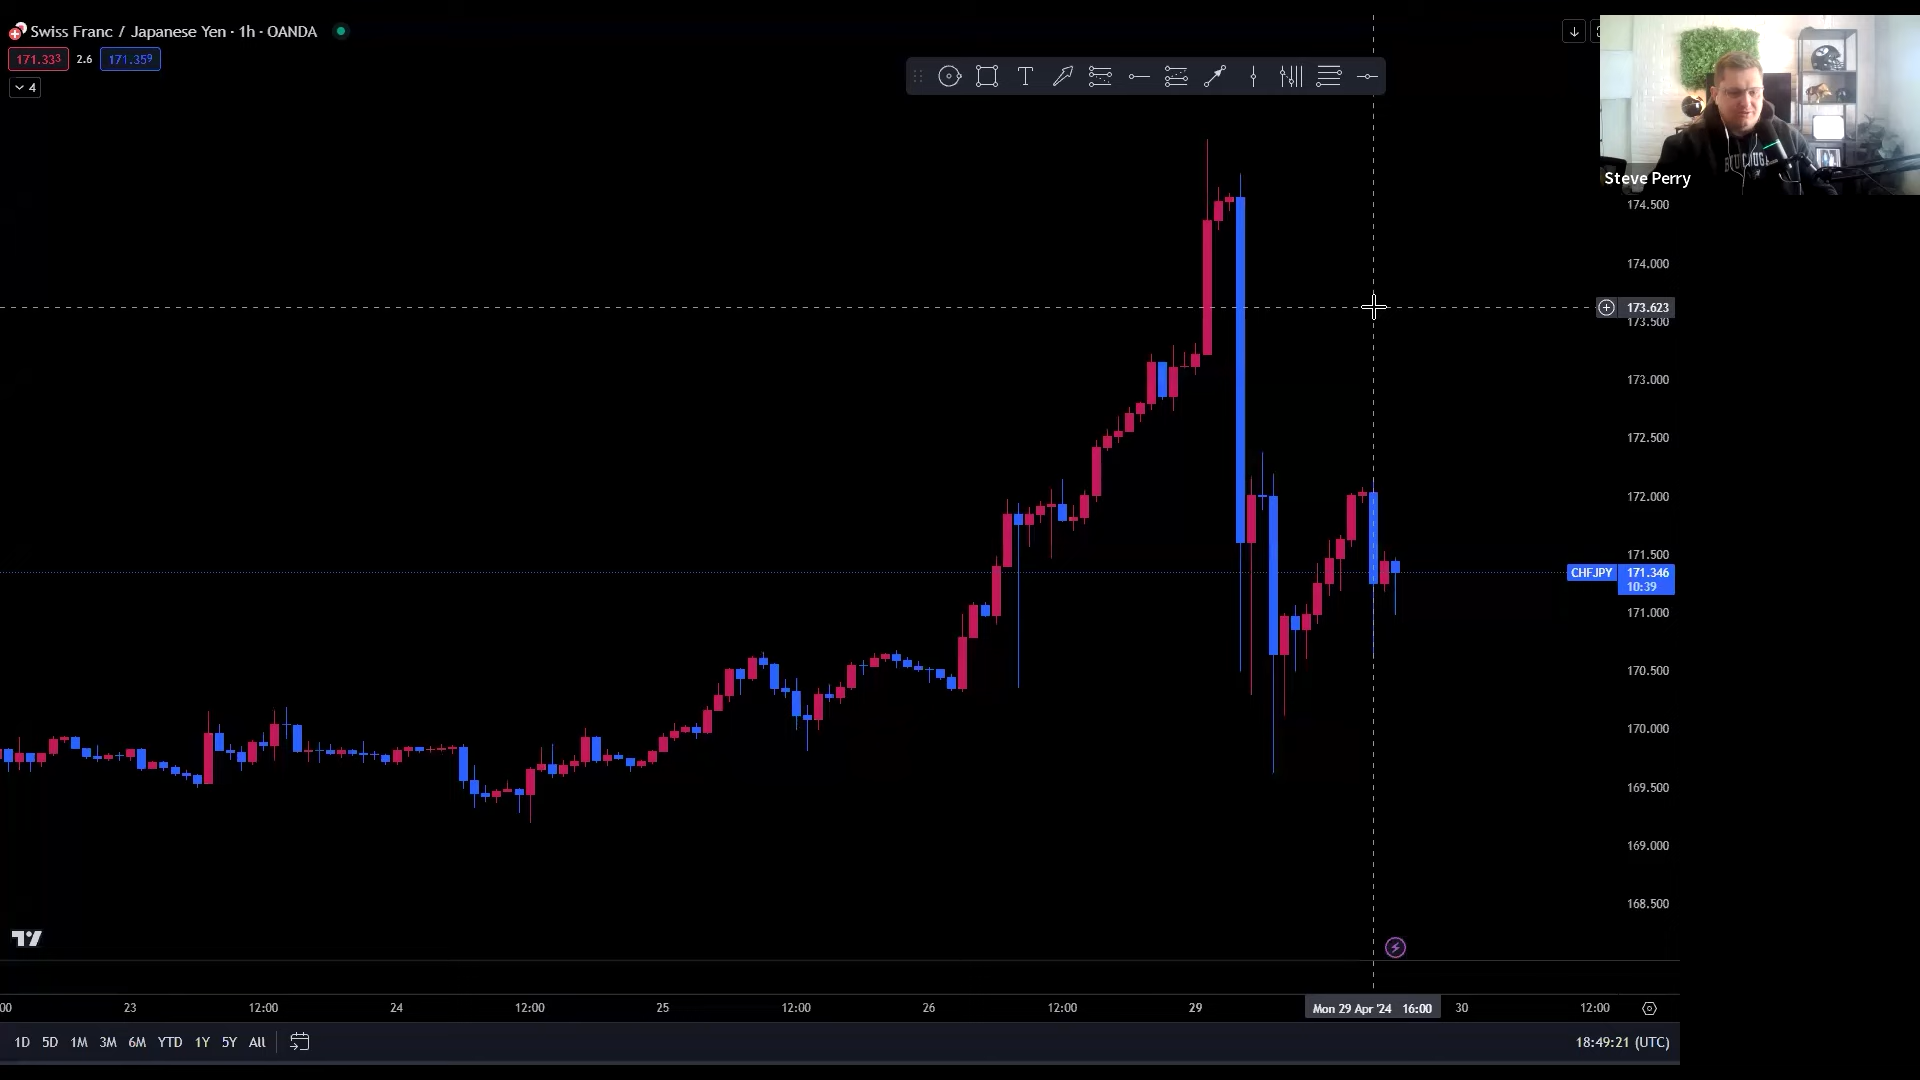 Swiss Franc / Japanese Yen · 1h · OANDA
171.333 2.6 171.359
4
Steve Perry
174.500
174.000
173.623
173.500
173.000
172.500
172.000
171.500
CHFJPY 171.346
10:39
171.000
170.500
170.000
169.500
169.000
168.500
:00 23 12:00 24 12:00 25 12:00 26 12:00 29 Mon 29 Apr '24 16:00 30 12:00
1D 5D 1M 3M 6M YTD 1Y 5Y All 18:49:21 (UTC)